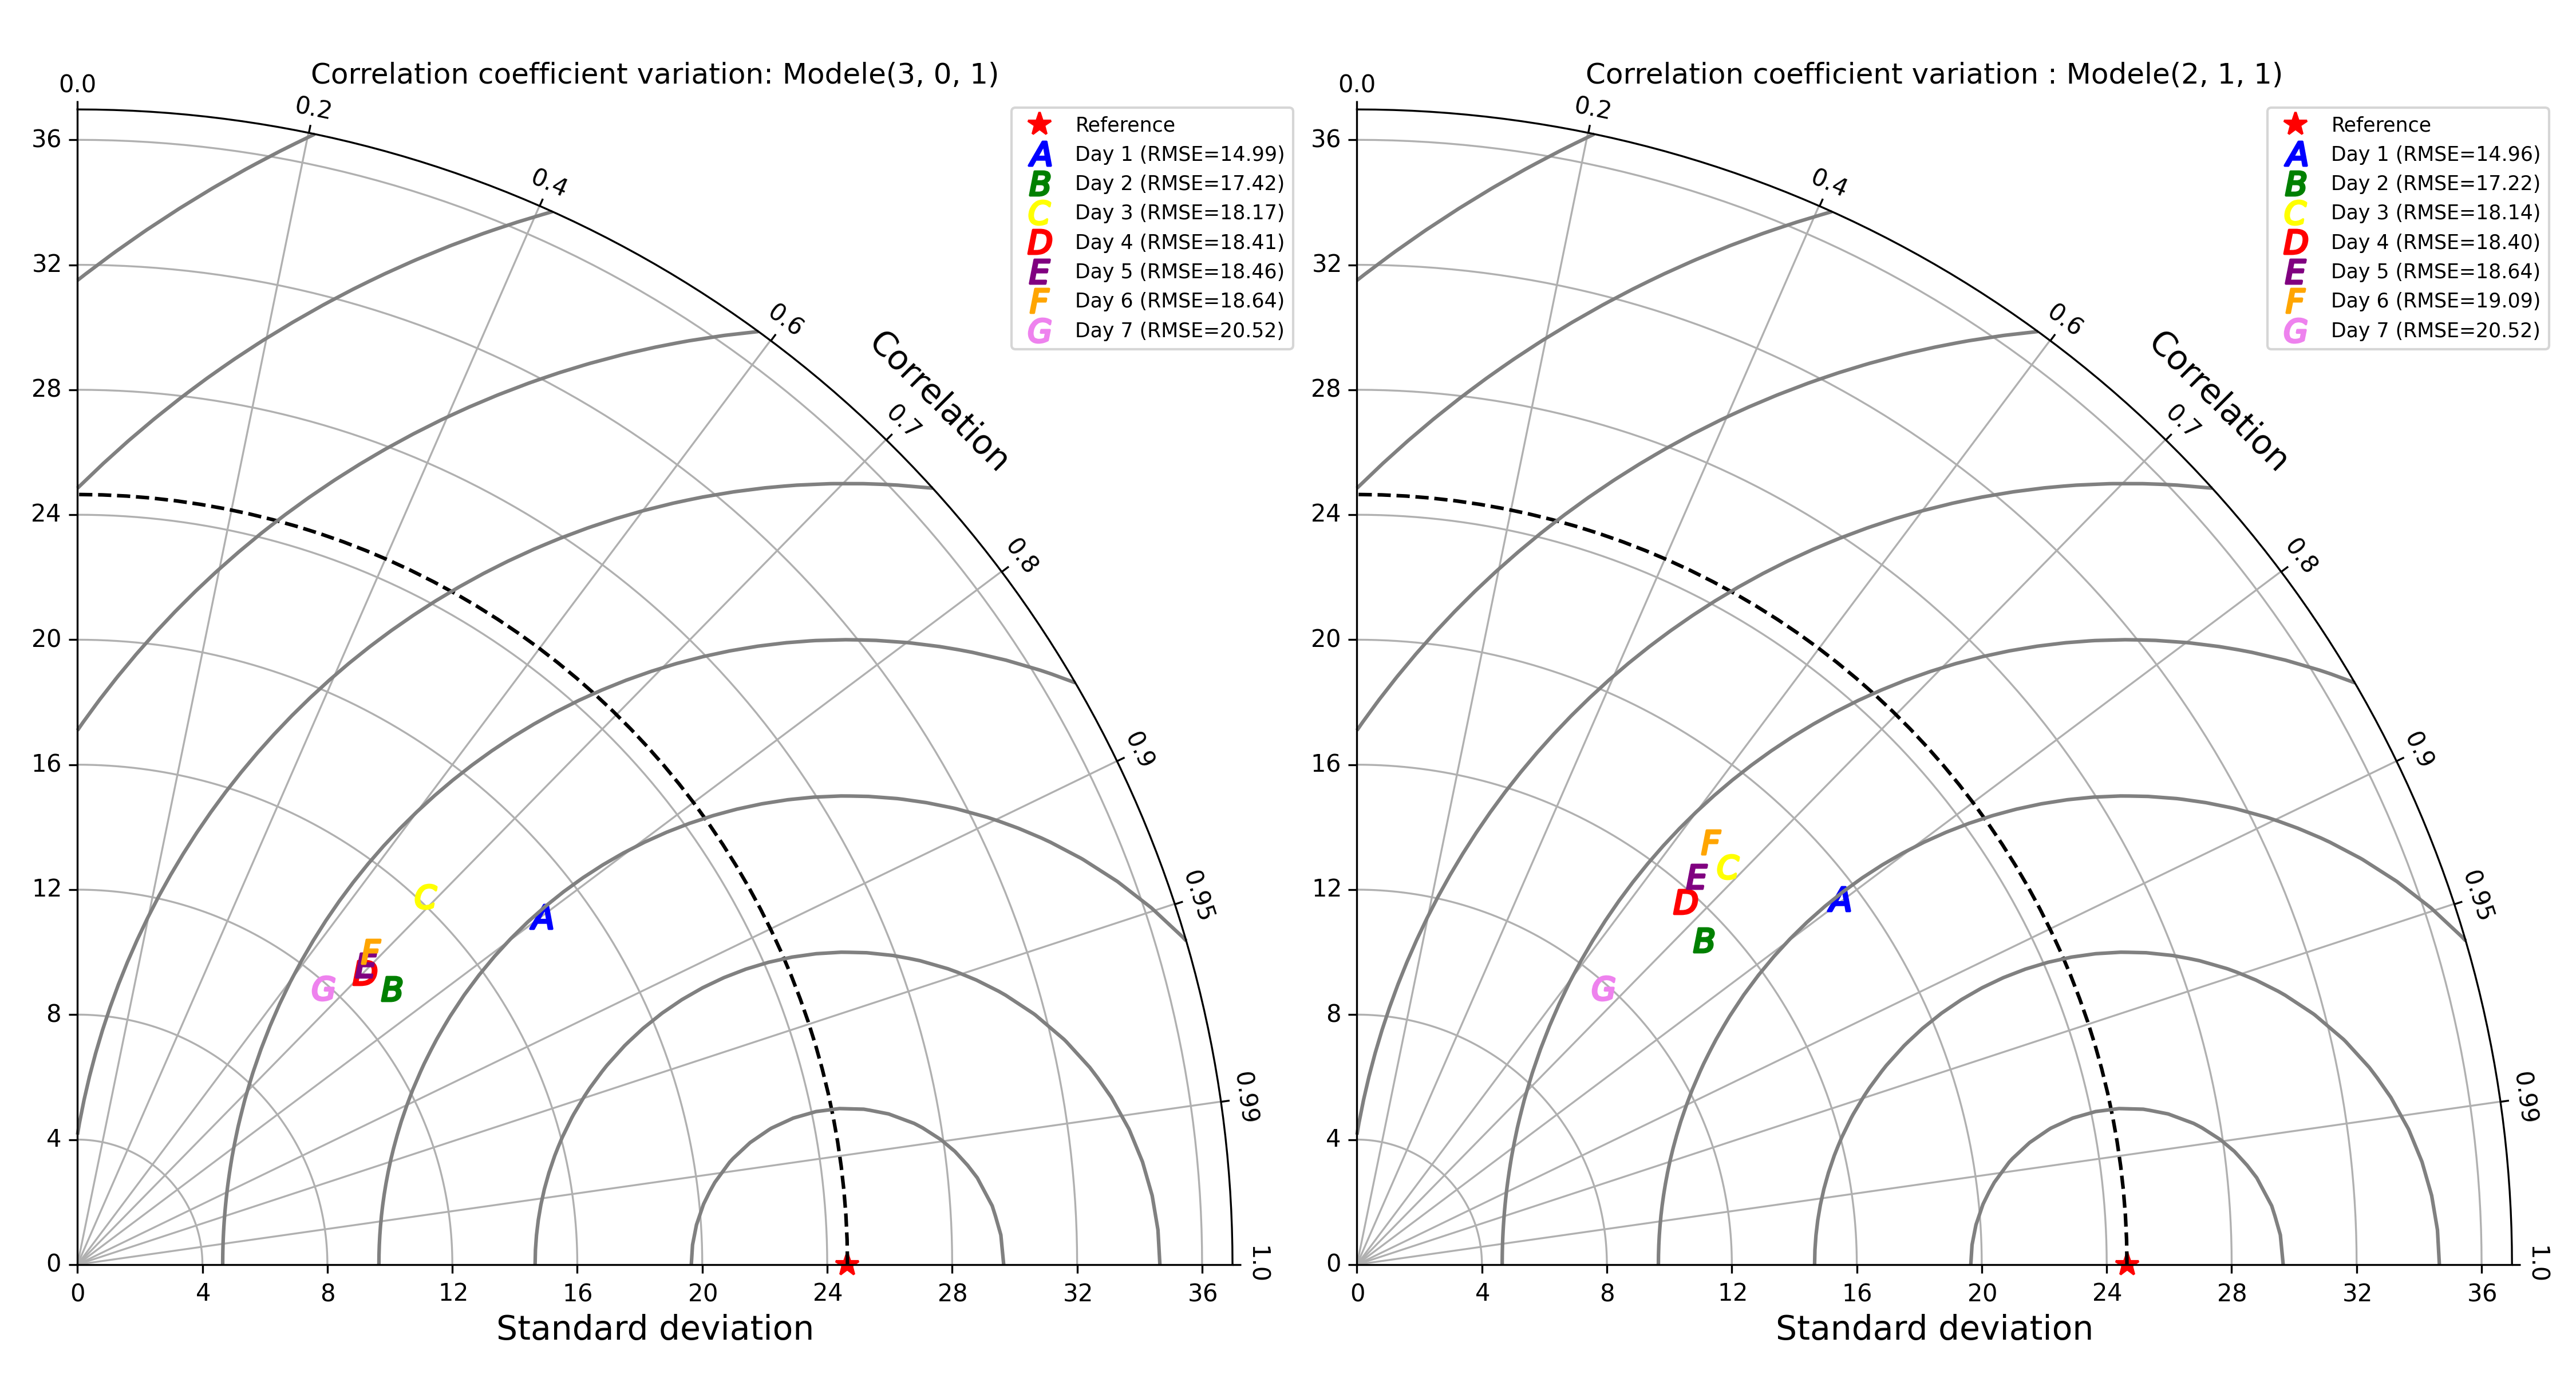 Correlation coefficient variation: Modele(3, 0, 1)
0.0
0.2
0.4
0.6
0.7
0.8
0.9
0.95
0.99
1.0
Correlation
36
32
28
24
20
16
12
8
4
0
0 4 8 12 16 20 24 28 32 36
Standard deviation
Reference
A Day 1 (RMSE=14.99)
B Day 2 (RMSE=17.42)
C Day 3 (RMSE=18.17)
D Day 4 (RMSE=18.41)
E Day 5 (RMSE=18.46)
F Day 6 (RMSE=18.64)
G Day 7 (RMSE=20.52)
C
A
F
E
D
G
B
Correlation coefficient variation : Modele(2, 1, 1)
0.0
0.2
0.4
0.6
0.7
0.8
0.9
0.95
0.99
1.0
Correlation
36
32
28
24
20
16
12
8
4
0
0 4 8 12 16 20 24 28 32 36
Standard deviation
Reference
A Day 1 (RMSE=14.96)
B Day 2 (RMSE=17.22)
C Day 3 (RMSE=18.14)
D Day 4 (RMSE=18.40)
E Day 5 (RMSE=18.64)
F Day 6 (RMSE=19.09)
G Day 7 (RMSE=20.52)
F
C
E
D
A
B
G